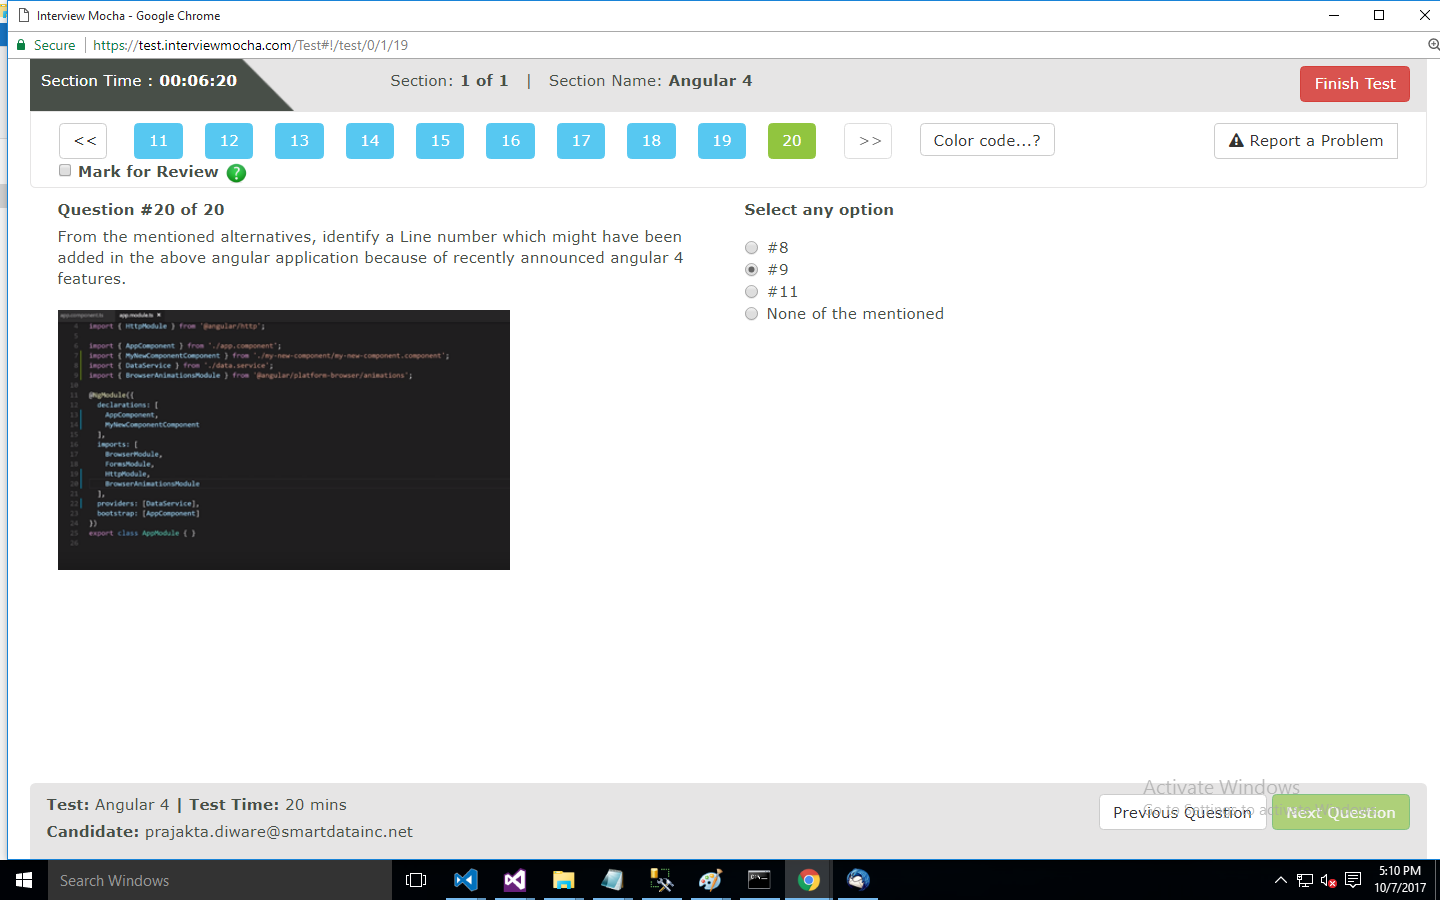 Interview Mocha - Google Chrome
Secure https://test.interviewmocha.com/Test#!/test/0/1/19
Section Time : 00:06:20
Section: 1 of 1 | Section Name: Angular 4
Finish Test
<< 11 12 13 14 15 16 17 18 19 20 >> Color code...? Report a Problem
Mark for Review ?
Question #20 of 20
From the mentioned alternatives, identify a Line number which might have been
added in the above angular application because of recently announced angular 4
features.
Select any option
#8
#9
#11
None of the mentioned
app.component.ts app.module.ts ×
4 import { HttpModule } from '@angular/http';
5
6 import { AppComponent } from './app.component';
7 import { MyNewComponentComponent } from './my-new-component/my-new-component.component';
8 import { DataService } from './data.service';
9 import { BrowserAnimationsModule } from '@angular/platform-browser/animations';
10
11 @NgModule({
12 declarations: [
13 AppComponent,
14 MyNewComponentComponent
15 ],
16 imports: [
17 BrowserModule,
18 FormsModule,
19 HttpModule,
20 BrowserAnimationsModule
21 ],
22 providers: [DataService],
23 bootstrap: [AppComponent]
24 })
25 export class AppModule { }
26
Test: Angular 4 | Test Time: 20 mins
Candidate: prajakta.diware@smartdatainc.net
Activate Windows
Go to Settings to activate Windows.
Previous Question
Next Question
Search Windows
5:10 PM
10/7/2017